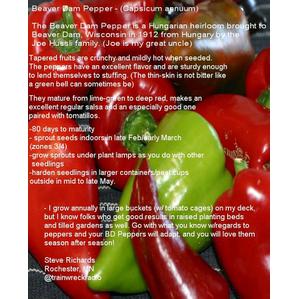 Beaver Dam Pepper - (Capsicum annuum)
The Beaver Dam Pepper is a Hungarian heirloom brought to
Beaver Dam, Wisconsin in 1912 from Hungary by the
Joe Hussli family. (Joe is my great uncle)
Tapered fruits are crunchy and mildly hot when seeded.
The peppers have an excellent flavor and are sturdy enough
to lend themselves to stuffing. (The thin-skin is not bitter like
a green bell can sometimes be)
They mature from lime-green to deep red, makes an
excellent regular salsa and an especially good one
paired with tomatillos.
-80 days to maturity
- sprout seeds indoors in late Feb/early March
(zones 3/4)
-grow sprouts under plant lamps as you do with other
seedlings
-harden seedlings in larger containers/peat cups
outside in mid to late May.
- I grow annually in large buckets (w/ tomato cages) on my deck,
but I know folks who get good results in raised planting beds
and tilled gardens as well. Go with what you know w/regards to
peppers and your BD Peppers will adapt, and you will love them
season after season!
Steve Richards
Rochester, MN
@trainwreckradio